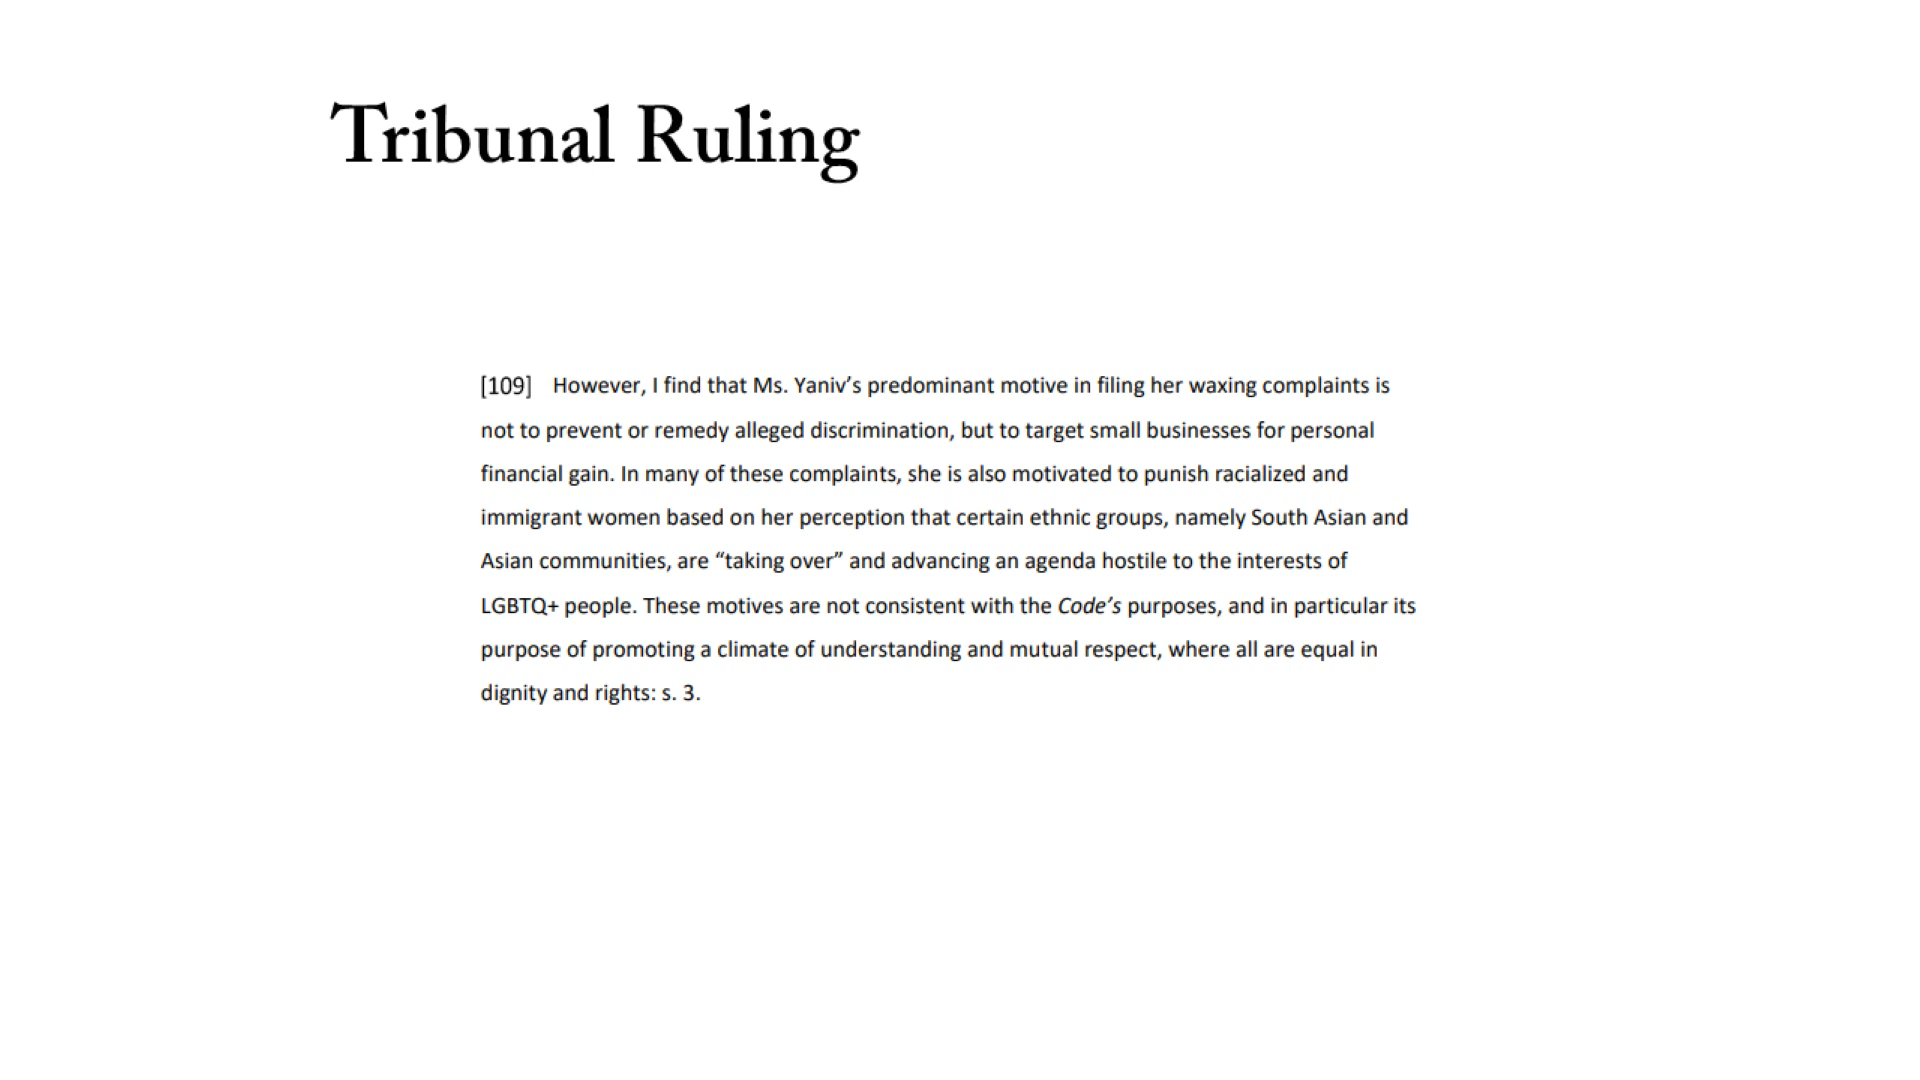 Tribunal Ruling
[109] However, I find that Ms. Yaniv’s predominant motive in filing her waxing complaints is
not to prevent or remedy alleged discrimination, but to target small businesses for personal
financial gain. In many of these complaints, she is also motivated to punish racialized and
immigrant women based on her perception that certain ethnic groups, namely South Asian and
Asian communities, are “taking over” and advancing an agenda hostile to the interests of
LGBTQ+ people. These motives are not consistent with the Code’s purposes, and in particular its
purpose of promoting a climate of understanding and mutual respect, where all are equal in
dignity and rights: s. 3.